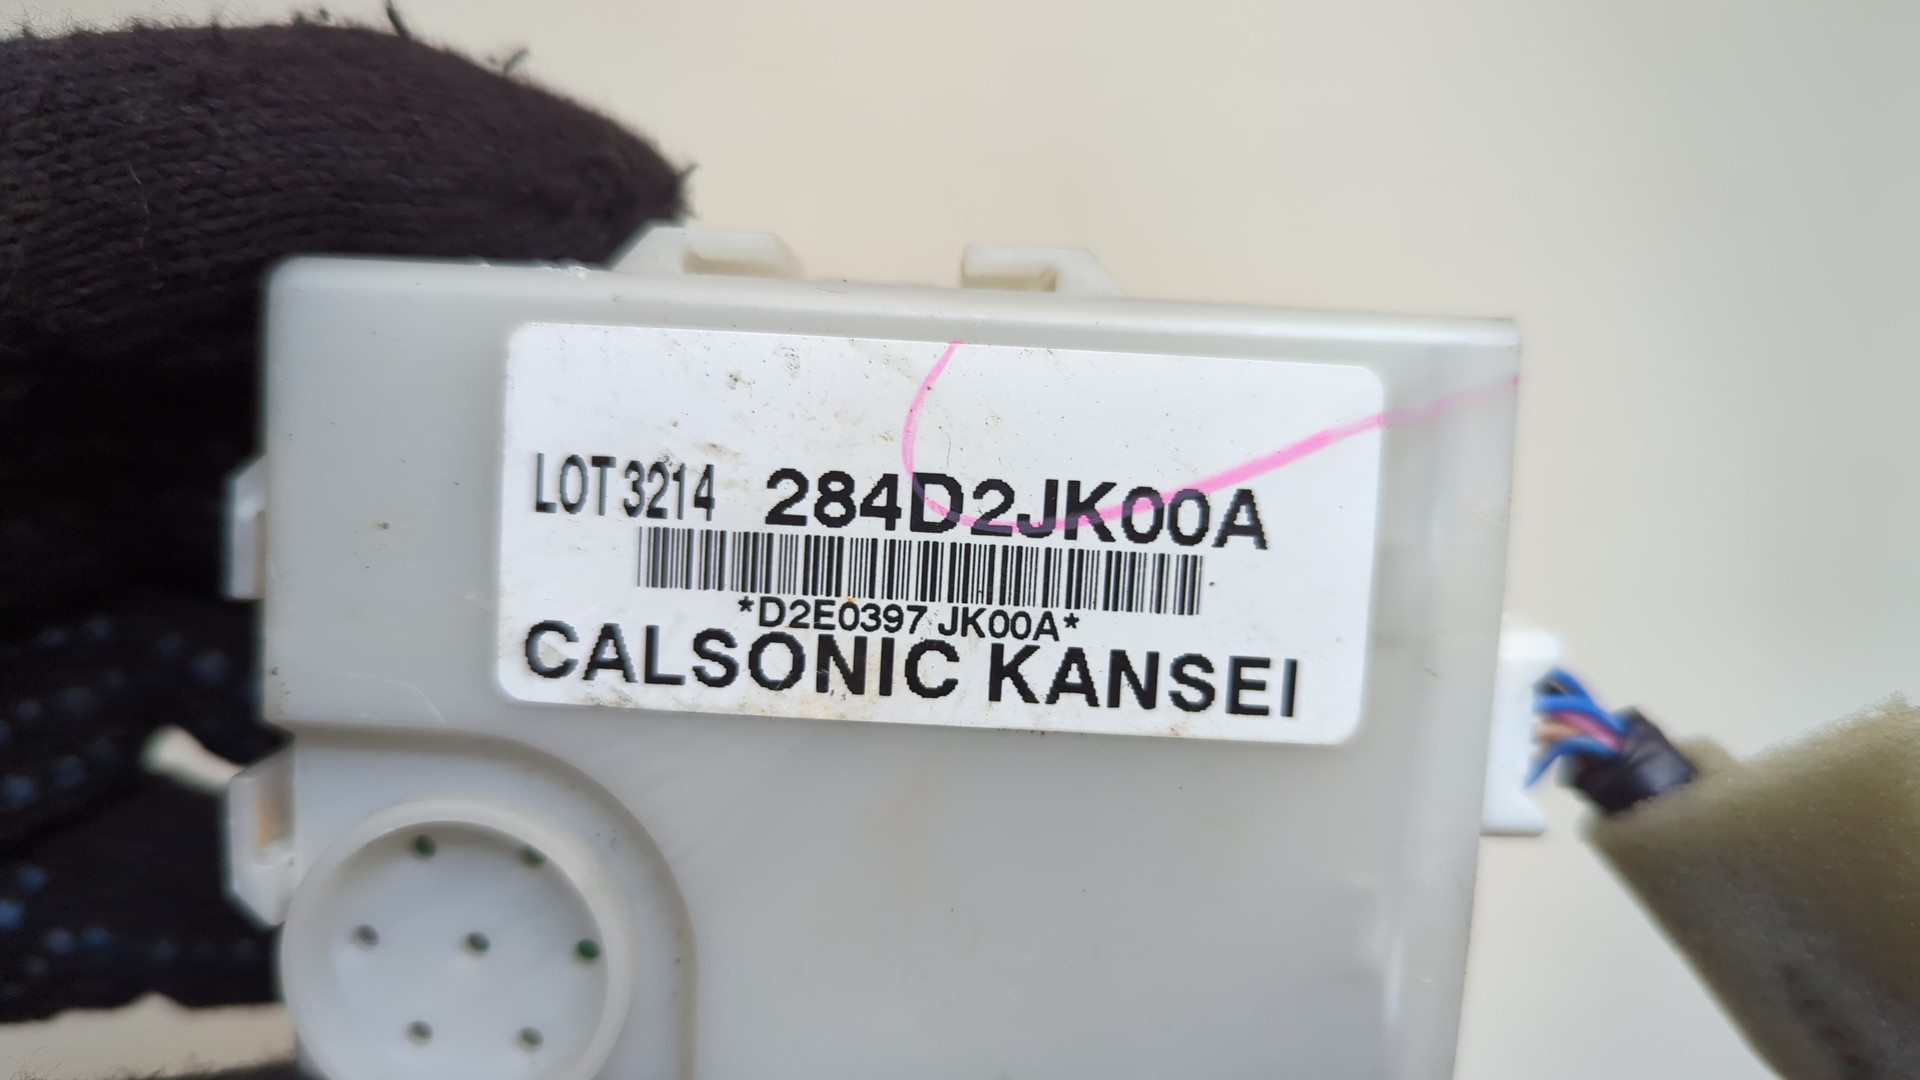 LOT 3214 284D2JK00A
*D2E0397 JK00A*
CALSONIC KANSEI